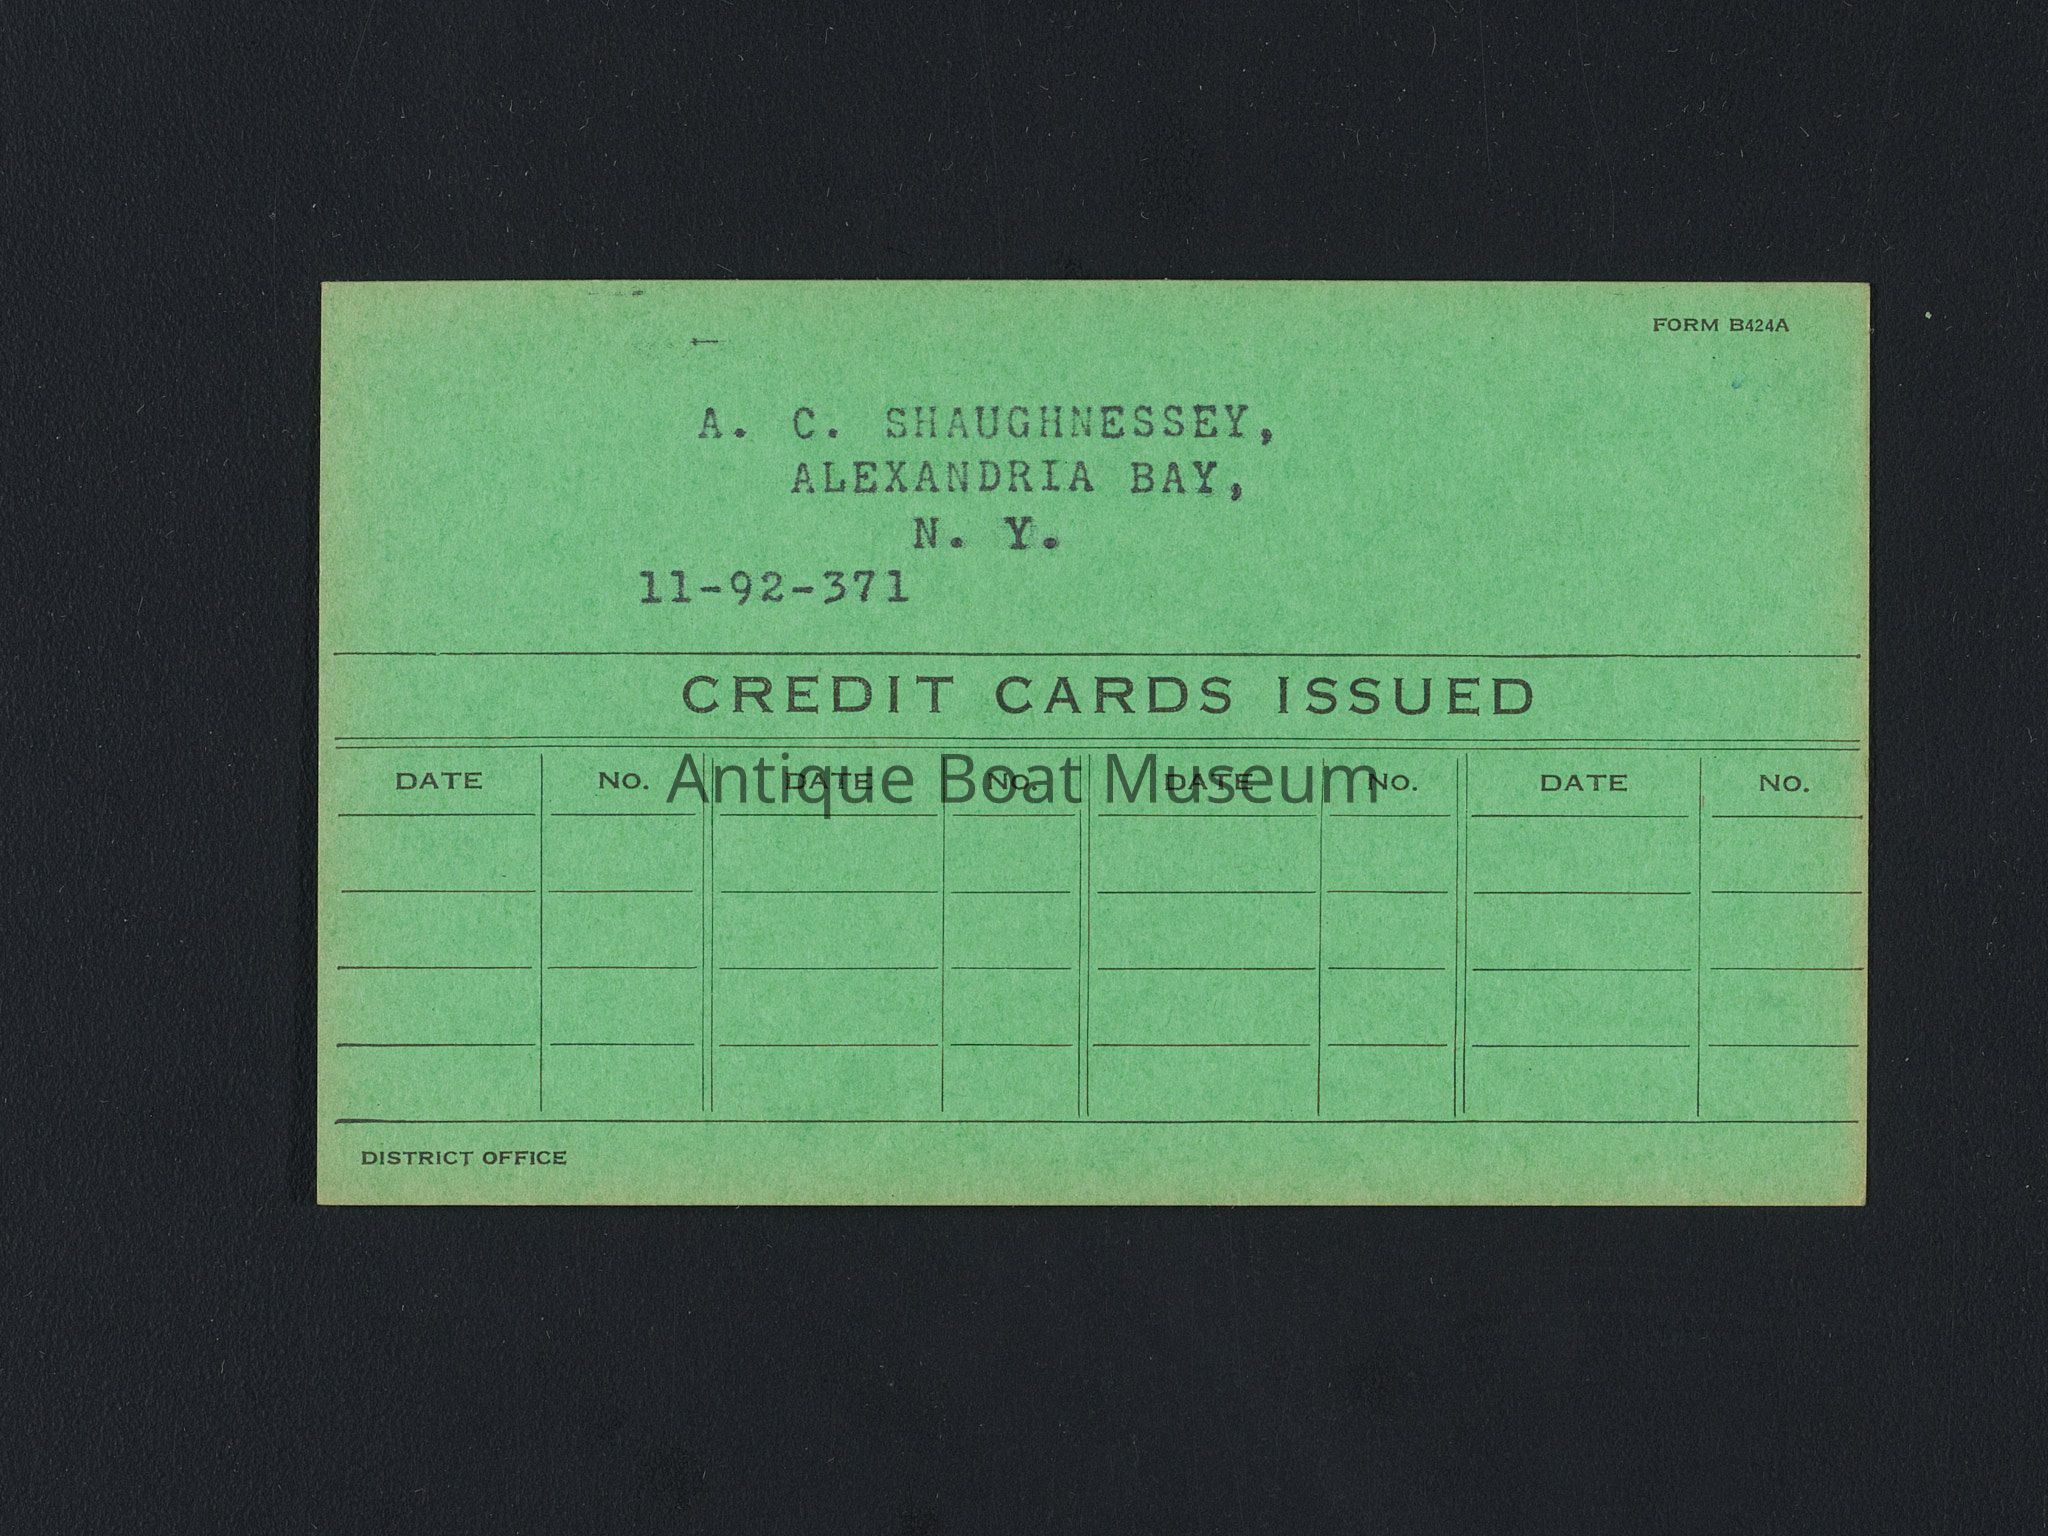 FORM B424A
A. C. SHAUGHNESSEY,
ALEXANDRIA BAY,
N. Y.
11-92-371
CREDIT CARDS ISSUED
DATE NO. DATE NO. DATE NO. DATE NO.
Antique Boat Museum
DISTRICT OFFICE